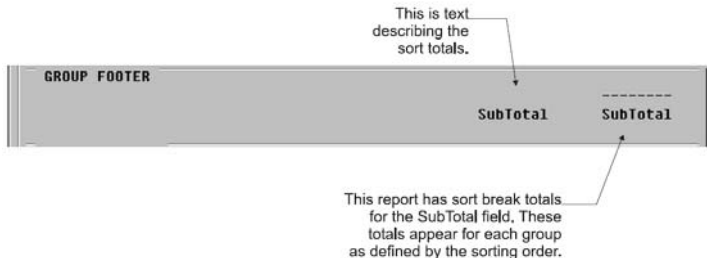 This is text
describing the
sort totals.
GROUP FOOTER
--------
SubTotal SubTotal
This report has sort break totals
for the SubTotal field. These
totals appear for each group
as defined by the sorting order.